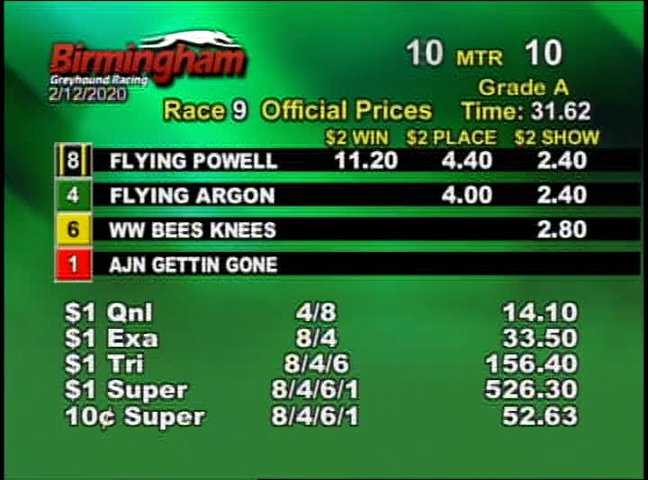 Birmingham
Greyhound Racing
2/12/2020
10 MTR 10
Grade A
Race 9 Official Prices Time: 31.62
$2 WIN $2 PLACE $2 SHOW
8 FLYING POWELL 11.20 4.40 2.40
4 FLYING ARGON 4.00 2.40
6 WW BEES KNEES 2.80
1 AJN GETTIN GONE
$1 Qnl 4/8 14.10
$1 Exa 8/4 33.50
$1 Tri 8/4/6 156.40
$1 Super 8/4/6/1 526.30
10¢ Super 8/4/6/1 52.63